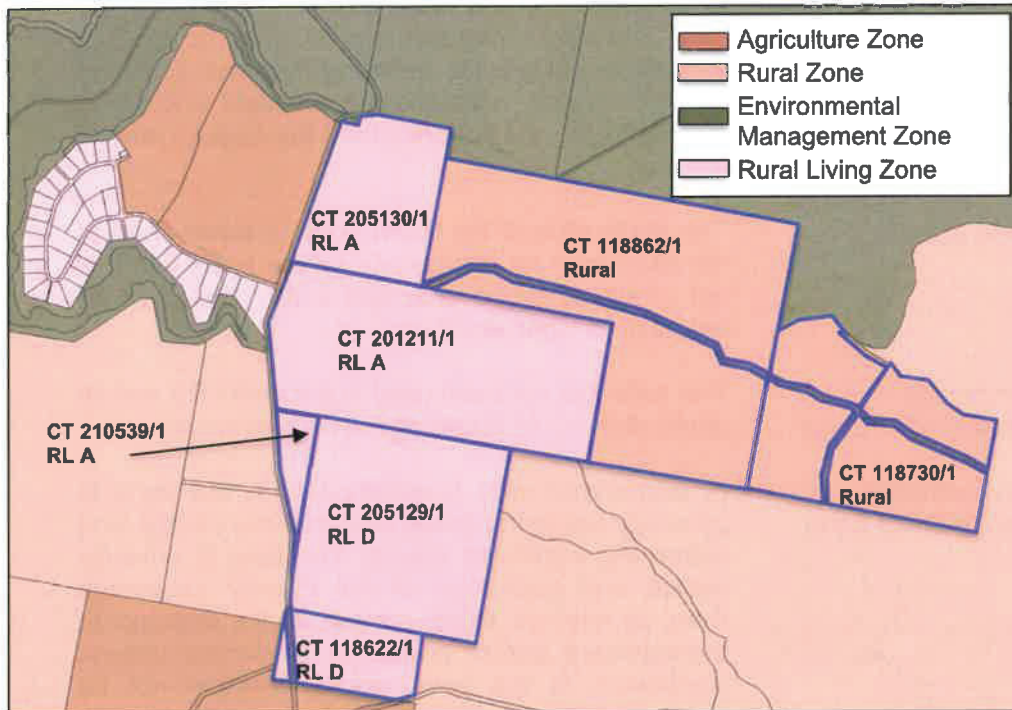 Agriculture Zone
Rural Zone
Environmental
Management Zone
Rural Living Zone
CT 205130/1
RL A
CT 118862/1
Rural
CT 201211/1
RL A
CT 210539/1
RL A
CT 118730/1
Rural
CT 205129/1
RL D
CT 118622/1
RL D